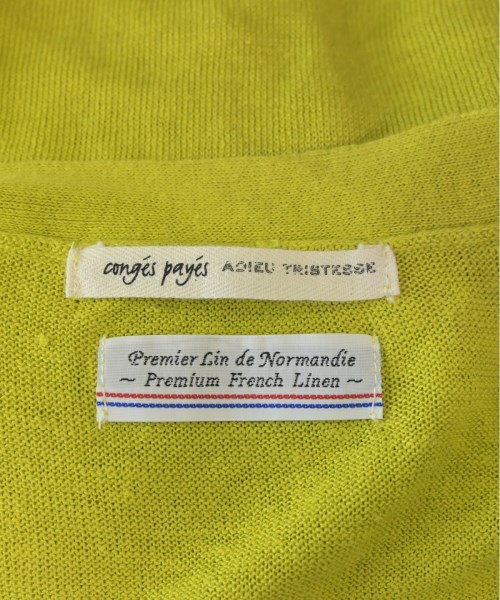 congés payés ADIEU TRISTESSE
Premier Lin de Normandie
~ Premium French Linen ~